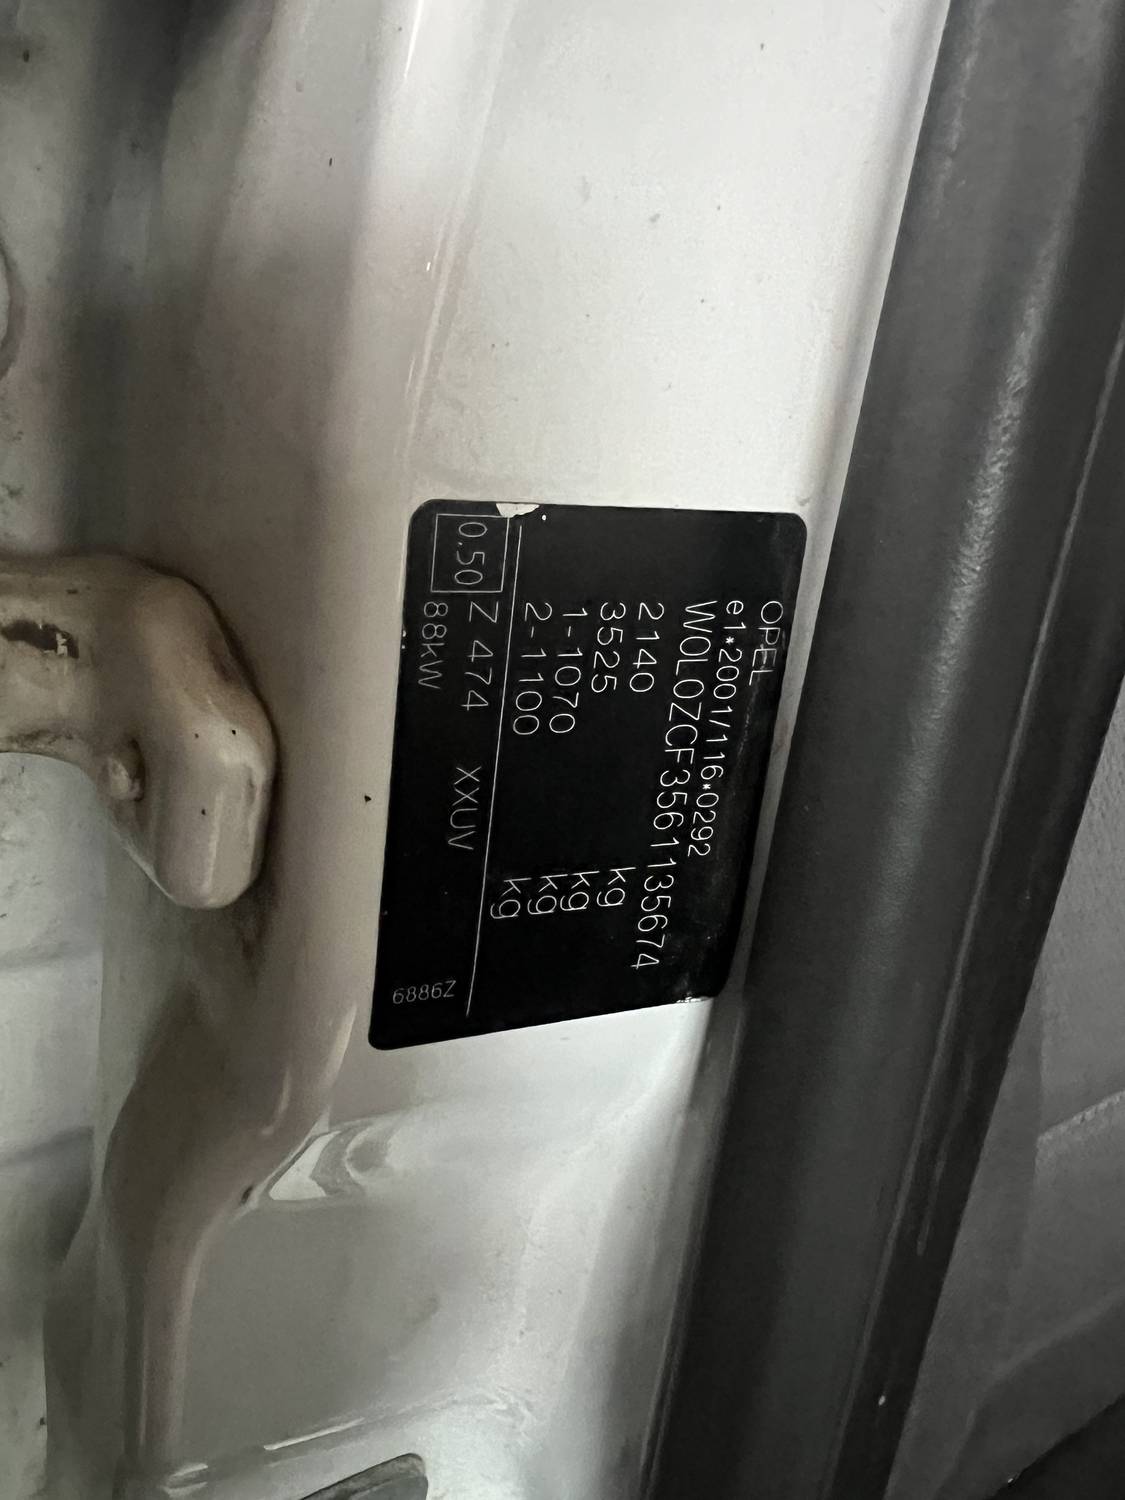 OPEL
e1*2001/116*0292
W0L0ZCF3561135674
2140 kg
3525 kg
1-1070 kg
2-1100 kg
0.50 Z 474 XXUV
88kW 6886Z